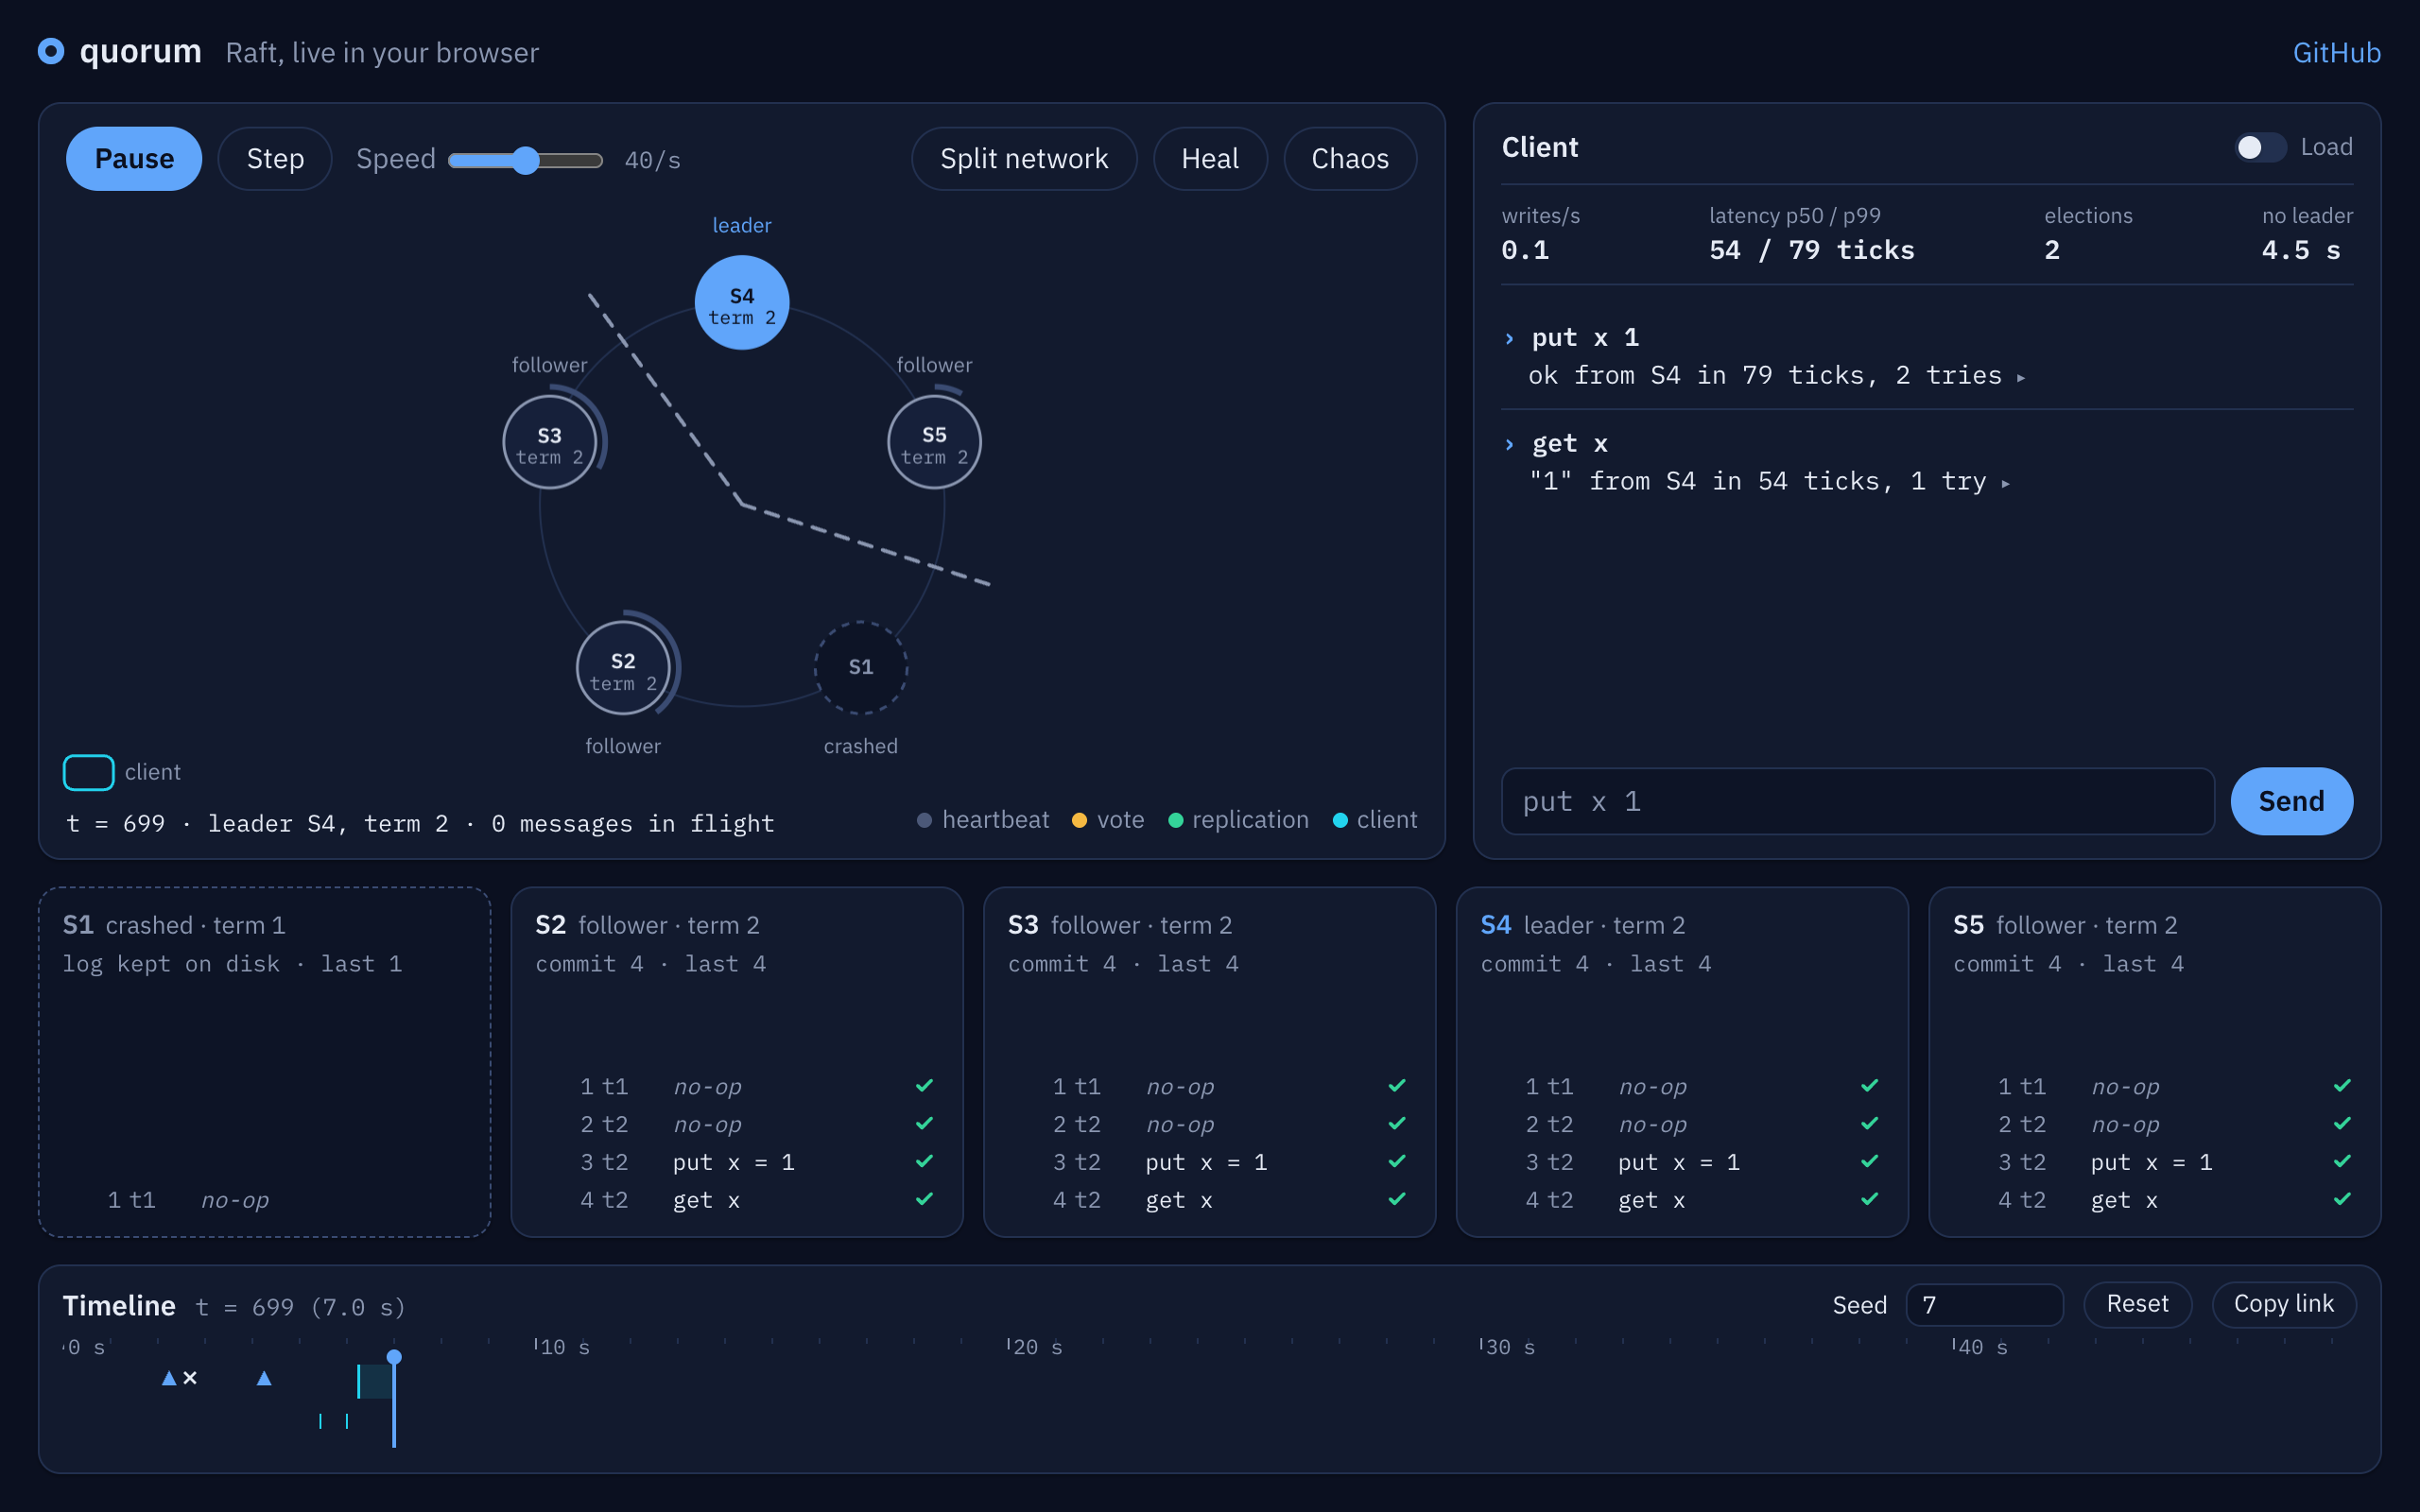 quorum Raft, live in your browser GitHub
Pause Step Speed 40/s Split network Heal Chaos
leader
S4
term 2
follower
follower
S3
term 2
S5
term 2
S2
term 2
S1
follower
crashed
client
t = 699 · leader S4, term 2 · 0 messages in flight
heartbeat vote replication client
Client Load
writes/s latency p50 / p99 elections no leader
0.1 54 / 79 ticks 2 4.5 s
› put x 1
ok from S4 in 79 ticks, 2 tries ▸
› get x
"1" from S4 in 54 ticks, 1 try ▸
put x 1 Send
S1 crashed · term 1
log kept on disk · last 1
1 t1 no-op
S2 follower · term 2
commit 4 · last 4
1 t1 no-op ✓
2 t2 no-op ✓
3 t2 put x = 1 ✓
4 t2 get x ✓
S3 follower · term 2
commit 4 · last 4
1 t1 no-op ✓
2 t2 no-op ✓
3 t2 put x = 1 ✓
4 t2 get x ✓
S4 leader · term 2
commit 4 · last 4
1 t1 no-op ✓
2 t2 no-op ✓
3 t2 put x = 1 ✓
4 t2 get x ✓
S5 follower · term 2
commit 4 · last 4
1 t1 no-op ✓
2 t2 no-op ✓
3 t2 put x = 1 ✓
4 t2 get x ✓
Timeline t = 699 (7.0 s) Seed 7 Reset Copy link
0 s 10 s 20 s 30 s 40 s